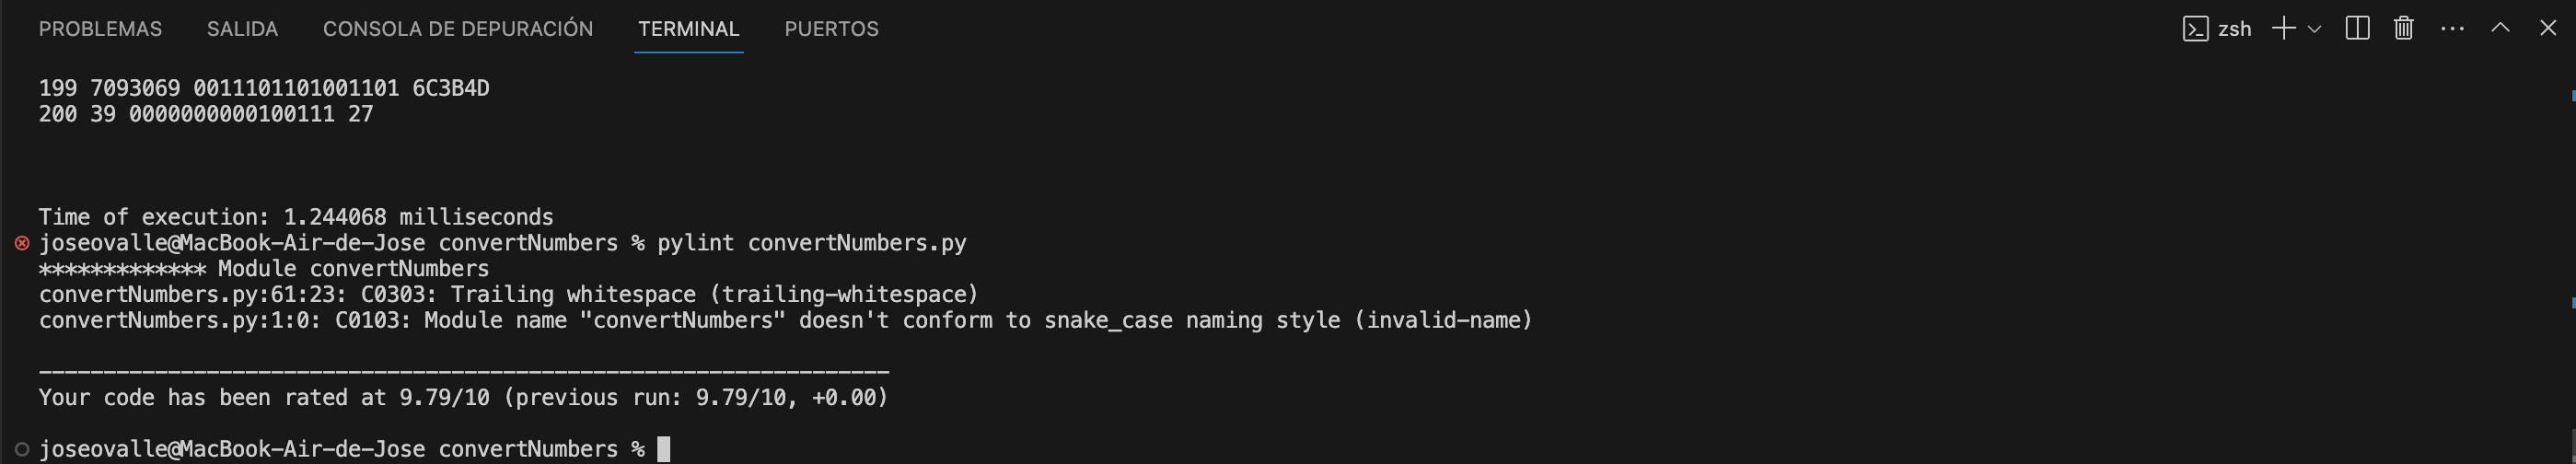 PROBLEMAS SALIDA CONSOLA DE DEPURACIÓN TERMINAL PUERTOS zsh
199 7093069 0011101101001101 6C3B4D
200 39 0000000000100111 27
Time of execution: 1.244068 milliseconds
joseovalle@MacBook-Air-de-Jose convertNumbers % pylint convertNumbers.py
************* Module convertNumbers
convertNumbers.py:61:23: C0303: Trailing whitespace (trailing-whitespace)
convertNumbers.py:1:0: C0103: Module name "convertNumbers" doesn't conform to snake_case naming style (invalid-name)
------------------------------------------------------------------
Your code has been rated at 9.79/10 (previous run: 9.79/10, +0.00)
joseovalle@MacBook-Air-de-Jose convertNumbers %